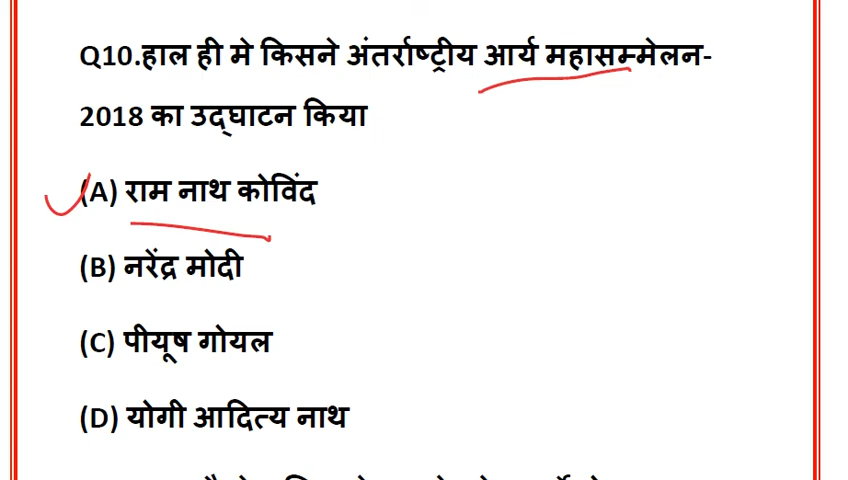 Q10.हाल ही मे किसने अंतर्राष्ट्रीय आर्य महासम्मेलन-
2018 का उद्घाटन किया
(A) राम नाथ कोविंद
(B) नरेंद्र मोदी
(C) पीयूष गोयल
(D) योगी आदित्य नाथ